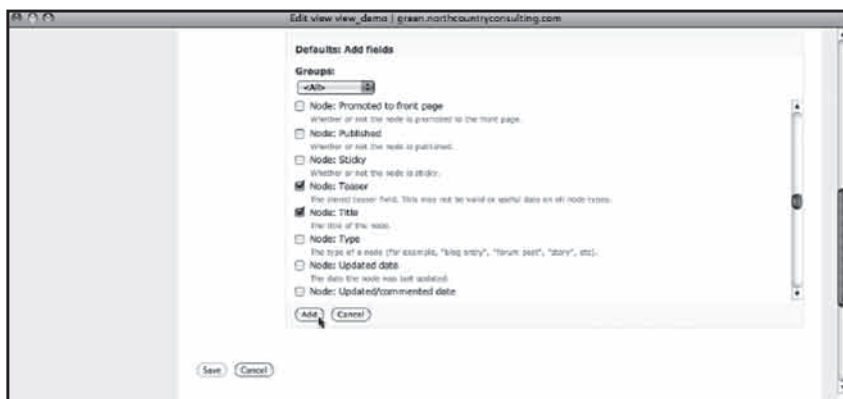 Edit view view_demo | green.northcountryconsulting.com
Defaults: Add fields
Groups:
<All>
Node: Promoted to front page
Whether or not the node is promoted to the front page.
Node: Published
Whether or not the node is published.
Node: Sticky
Whether or not the node is sticky.
Node: Teaser
The stored teaser field. This may not be valid or useful data on all node types.
Node: Title
The title of the node.
Node: Type
The type of a node (for example, "blog entry", "forum post", "story", etc).
Node: Updated date
The date the node was last updated.
Node: Updated/commented date
Add Cancel
Save Cancel